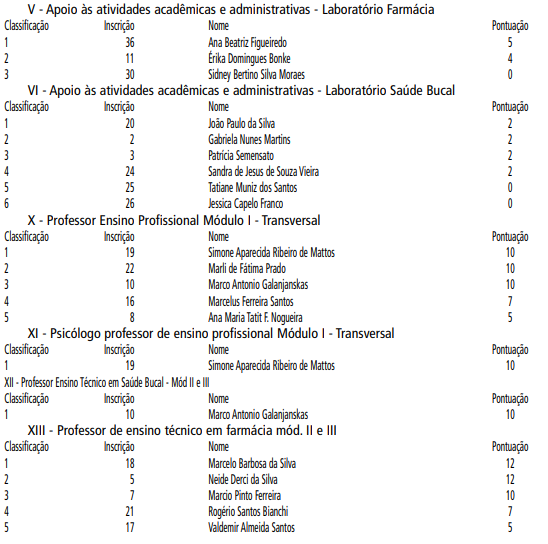 V - Apoio às atividades acadêmicas e administrativas - Laboratório Farmácia
Classificação Inscrição Nome Pontuação
1 36 Ana Beatriz Figueiredo 5
2 11 Érika Domingues Bonke 4
3 30 Sidney Bertino Silva Moraes 0
VI - Apoio às atividades acadêmicas e administrativas - Laboratório Saúde Bucal
Classificação Inscrição Nome Pontuação
1 20 João Paulo da Silva 2
2 2 Gabriela Nunes Martins 2
3 3 Patrícia Semensato 2
4 24 Sandra de Jesus de Souza Vieira 2
5 25 Tatiane Muniz dos Santos 0
6 26 Jessica Capelo Franco 0
X - Professor Ensino Profissional Módulo I - Transversal
Classificação Inscrição Nome Pontuação
1 19 Simone Aparecida Ribeiro de Mattos 10
2 22 Marli de Fátima Prado 10
3 10 Marco Antonio Galanjanskas 10
4 16 Marcelus Ferreira Santos 7
5 8 Ana Maria Tatit F. Nogueira 5
XI - Psicólogo professor de ensino profissional Módulo I - Transversal
Classificação Inscrição Nome Pontuação
1 19 Simone Aparecida Ribeiro de Mattos 10
XII - Professor Ensino Técnico em Saúde Bucal - Mód II e III
Classificação Inscrição Nome Pontuação
1 10 Marco Antonio Galanjanskas 10
XIII - Professor de ensino técnico em farmácia mód. II e III
Classificação Inscrição Nome Pontuação
1 18 Marcelo Barbosa da Silva 12
2 5 Neide Derci da Silva 12
3 7 Marcio Pinto Ferreira 10
4 21 Rogério Santos Bianchi 7
5 17 Valdemir Almeida Santos 5